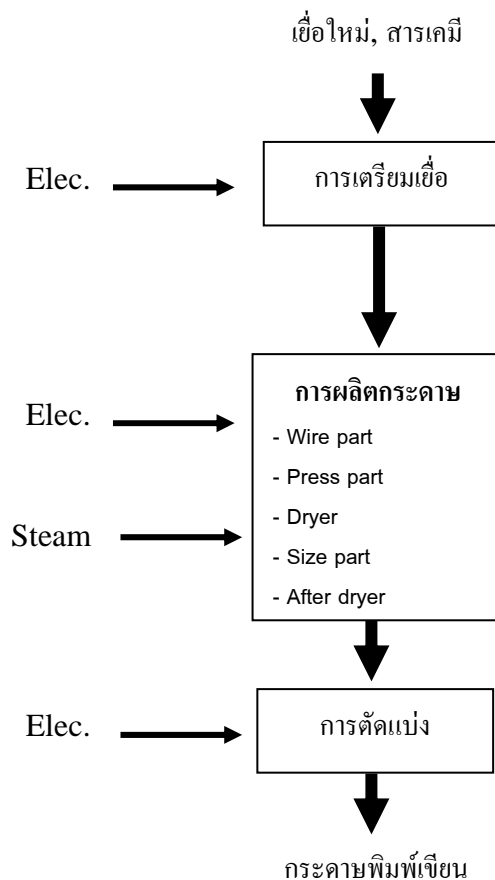 เยื่อใหม่, สารเคมี
Elec.
การเตรียมเยื่อ
การผลิตกระดาษ
Elec.
- Wire part
- Press part
- Dryer
Steam
- Size part
- After dryer
Elec.
การตัดแบ่ง
กระดาษพิมพ์เขียน